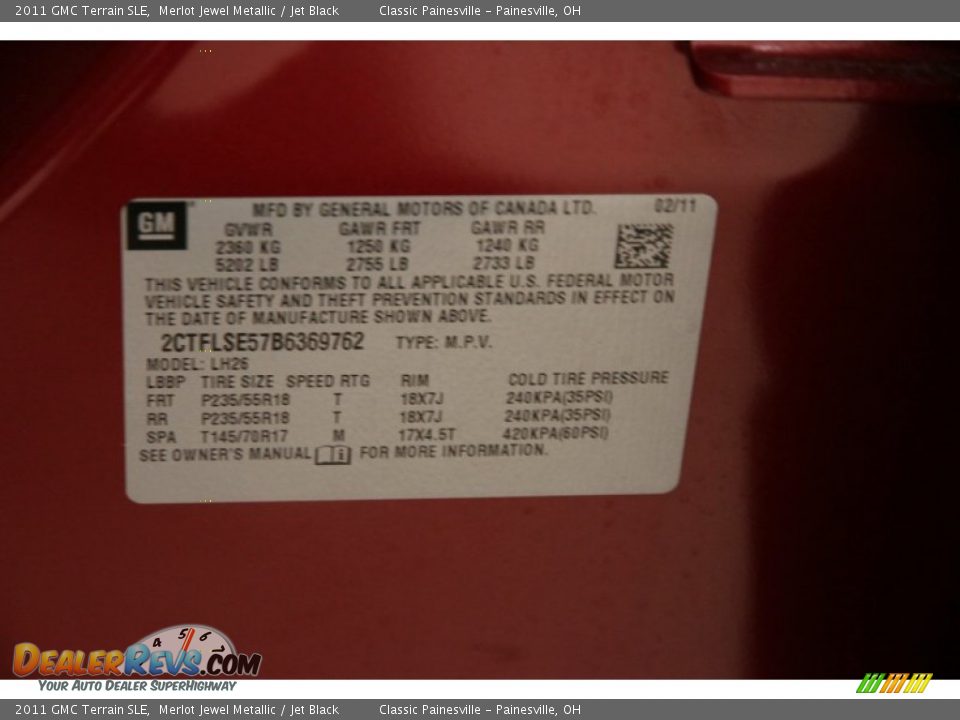 2011 GMC Terrain SLE, Merlot Jewel Metallic / Jet Black Classic Painesville - Painesville, OH
GM
MFD BY GENERAL MOTORS OF CANADA LTD. 02/11
GVWR GAWR FRT GAWR RR
2360 KG 1250 KG 1240 KG
5202 LB 2755 LB 2733 LB
THIS VEHICLE CONFORMS TO ALL APPLICABLE U.S. FEDERAL MOTOR
VEHICLE SAFETY AND THEFT PREVENTION STANDARDS IN EFFECT ON
THE DATE OF MANUFACTURE SHOWN ABOVE.
2CTFLSE57B6369762 TYPE: M.P.V.
MODEL: LH26
LBBP TIRE SIZE SPEED RTG RIM COLD TIRE PRESSURE
FRT P235/55R18 T 18X7J 240KPA(35PSI)
RR P235/55R18 T 18X7J 240KPA(35PSI)
SPA T145/70R17 M 17X4.5T 420KPA(60PSI)
SEE OWNER'S MANUAL i FOR MORE INFORMATION.
4 5 6
DEALERREVS.COM
YOUR AUTO DEALER SUPERHIGHWAY
2011 GMC Terrain SLE, Merlot Jewel Metallic / Jet Black Classic Painesville - Painesville, OH